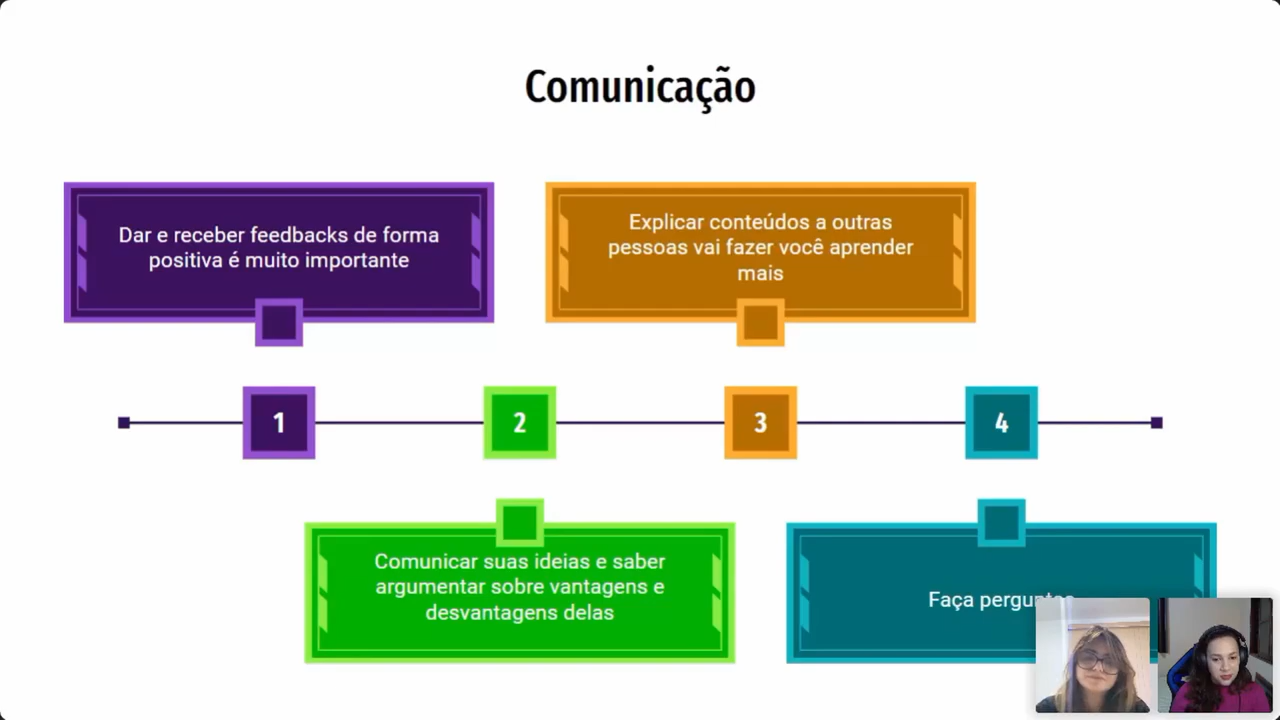 Comunicação
Dar e receber feedbacks de forma
positiva é muito importante
Explicar conteúdos a outras
pessoas vai fazer você aprender
mais
1
2
3
4
Comunicar suas ideias e saber
argumentar sobre vantagens e
desvantagens delas
Faça perguntas